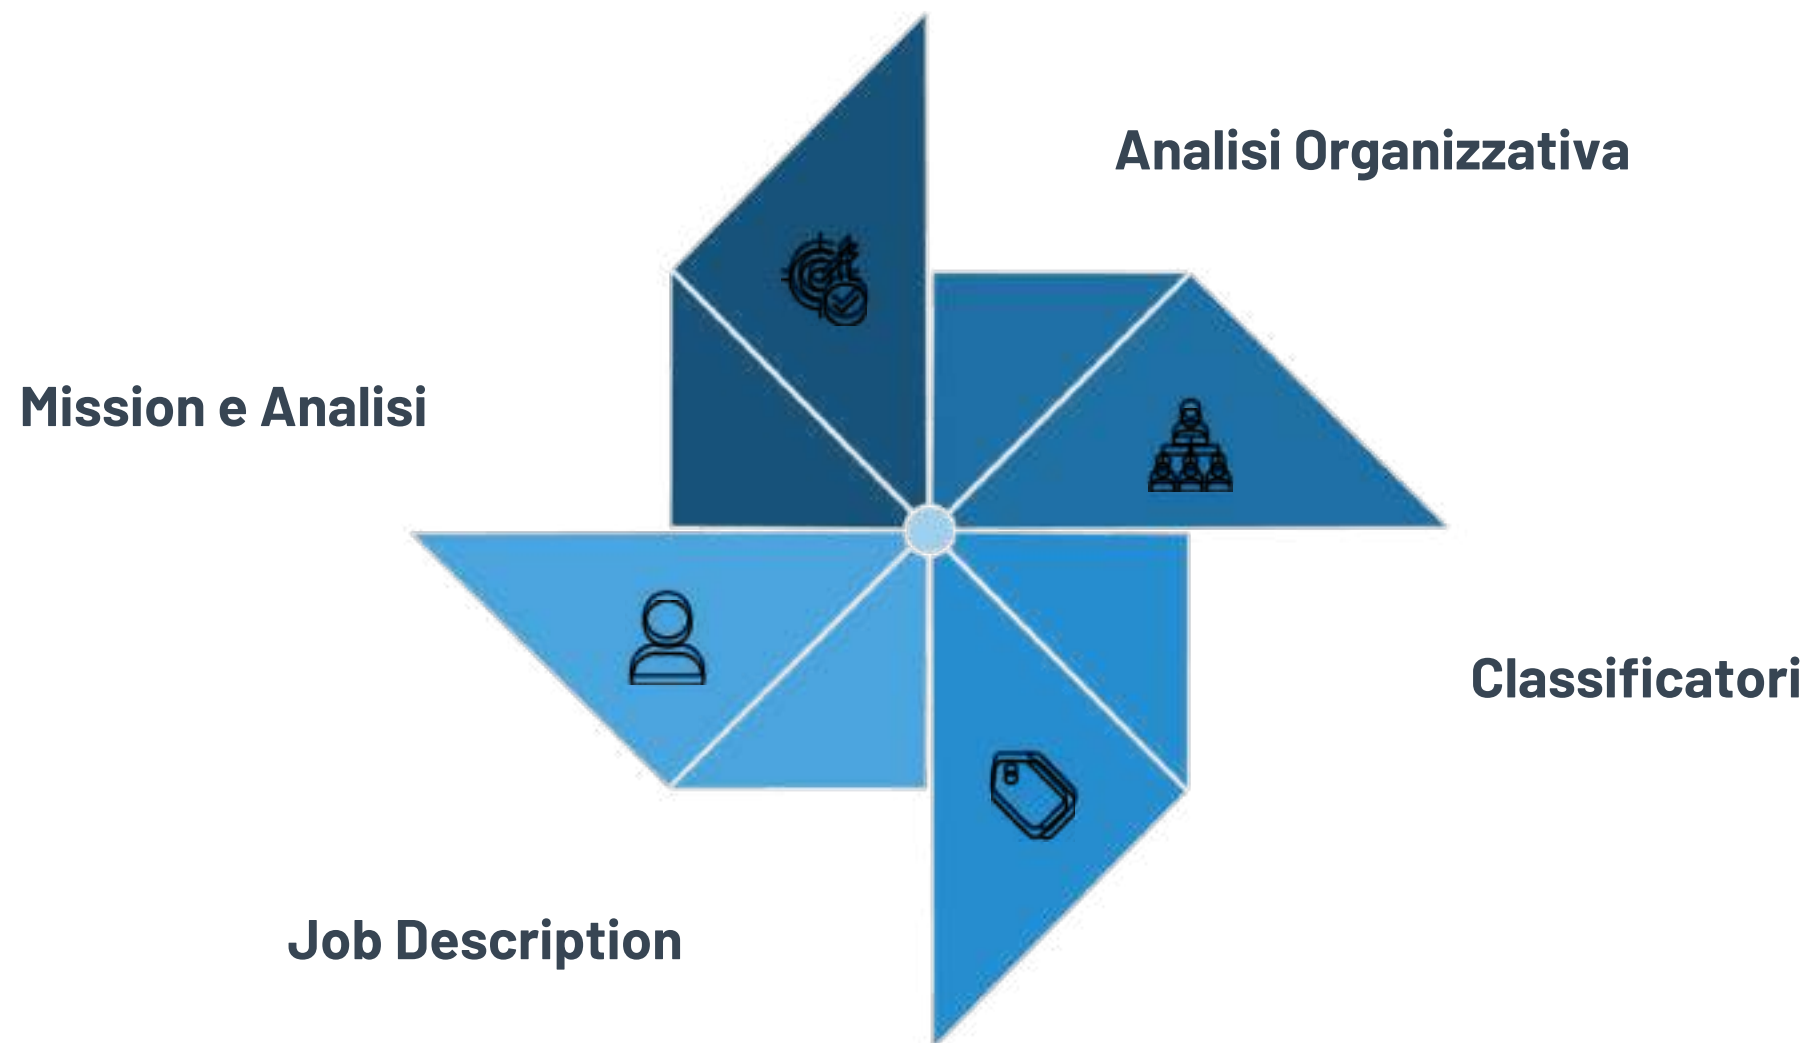 Analisi Organizzativa
Mission e Analisi
Classificatori
Job Description